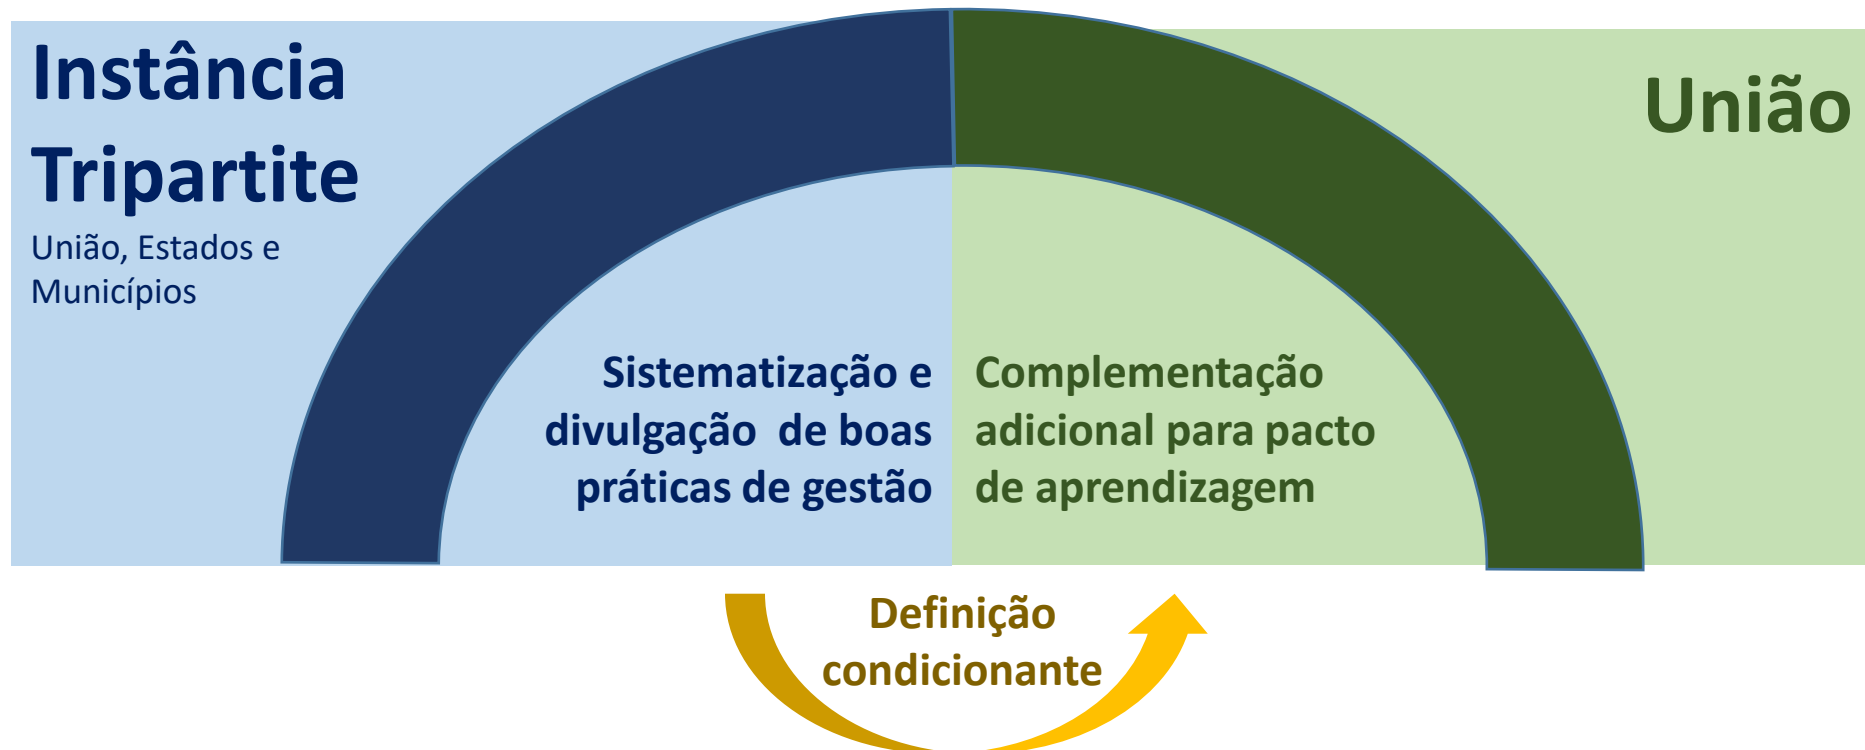 Instância
Tripartite
União, Estados e
Municípios
União
Sistematização e
divulgação de boas
práticas de gestão
Complementação
adicional para pacto
de aprendizagem
Definição
condicionante